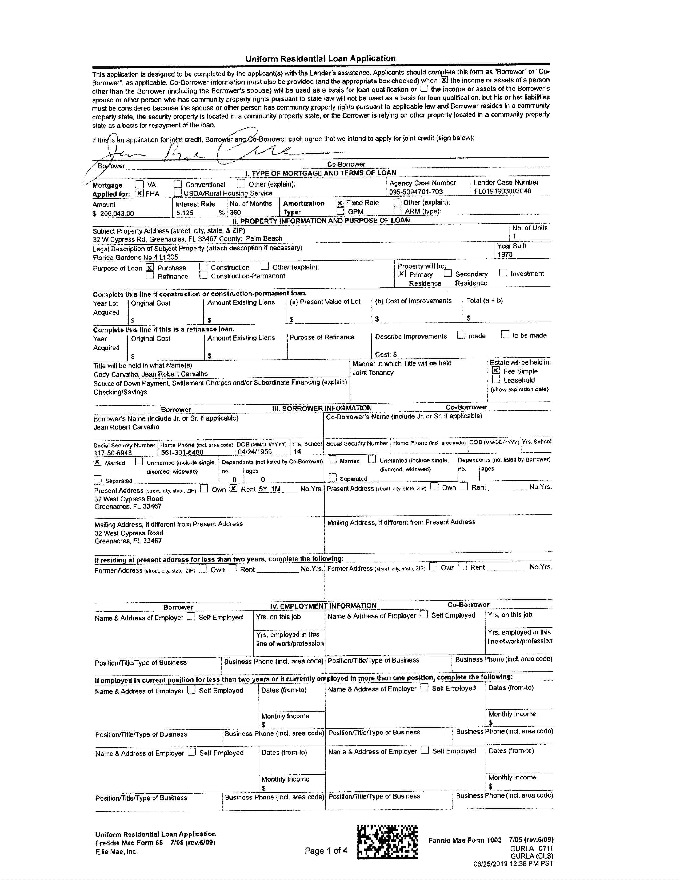 Uniform Residential Loan Application
This application is designed to be completed by the applicant(s) with the Lender's assistance. Applicants should complete this form as "Borrower" or "Co-
Borrower", as applicable. Co-Borrower information must also be provided (and the appropriate box checked) when the income or assets of a person
other than the Borrower (including the Borrower's spouse) will be used as a basis for loan qualification or the income or assets of the Borrower's
spouse or other person who has community property rights pursuant to state law will not be used as a basis for loan qualification, but his or her liabilities
must be considered because the spouse or other person has community property rights pursuant to applicable law and Borrower resides in a community
property state, the security property is located in a community property state, or the Borrower is relying on other property located in a community property
state as a basis for repayment of the loan.
If this is an application for joint credit, Borrower and Co-Borrower each agree that we intend to apply for joint credit (sign below):
Borrower Co-Borrower
I. TYPE OF MORTGAGE AND TERMS OF LOAN
Mortgage VA Conventional Other (explain): Agency Case Number Lender Case Number
Applied for: FHA USDA/Rural Housing Service
Amount Interest Rate No. of Months Amortization Fixed Rate Other (explain):
$ 5.125 % 360 Type: GPM ARM (type):
II. PROPERTY INFORMATION AND PURPOSE OF LOAN
Subject Property Address (street, city, state, & ZIP) No. of Units
32 W Cypress Rd, Greenacres, FL 33467 County: Palm Beach 1
Legal Description of Subject Property (attach description if necessary) Year Built
Florida Gardens No 4 Lt 335 1970
Purpose of Loan Purchase Construction Other (explain): Property will be:
Refinance Construction-Permanent Primary Residence Secondary Residence Investment
Complete this line if construction or construction-permanent loan.
Year Lot Acquired Original Cost Amount Existing Liens (a) Present Value of Lot (b) Cost of Improvements Total (a + b)
$ $ $ $ $
Complete this line if this is a refinance loan.
Year Acquired Original Cost Amount Existing Liens Purpose of Refinance Describe Improvements made to be made
$ $ Cost: $
Title will be held in what Name(s) Manner in which Title will be held Estate will be held in:
Cody Carvalho, Jean Robert Carvalho Joint Tenancy Fee Simple
Source of Down Payment, Settlement Charges and/or Subordinate Financing (explain) Leasehold
Checking/Savings (show expiration date)
Borrower III. BORROWER INFORMATION Co-Borrower
Borrower's Name (include Jr. or Sr. if applicable) Co-Borrower's Name (include Jr. or Sr. if applicable)
Jean Robert Carvalho
Social Security Number Home Phone (incl. area code) DOB (mm/dd/yyyy) Yrs. School Social Security Number Home Phone (incl. area code) DOB (mm/dd/yyyy) Yrs. School
14
Married Unmarried (include single, divorced, widowed) Dependents (not listed by Co-Borrower) Married Unmarried (include single, divorced, widowed) Dependents (not listed by Borrower)
Separated no. ages Separated no. ages
0 0
Present Address (street, city, state, ZIP) Own Rent 5Y 1M No. Yrs. Present Address (street, city, state, ZIP) Own Rent No. Yrs.
32 West Cypress Road
Greenacres, FL 33467
Mailing Address, if different from Present Address Mailing Address, if different from Present Address
32 West Cypress Road
Greenacres, FL 33467
If residing at present address for less than two years, complete the following:
Former Address (street, city, state, ZIP) Own Rent No. Yrs. Former Address (street, city, state, ZIP) Own Rent No. Yrs.
Borrower IV. EMPLOYMENT INFORMATION Co-Borrower
Name & Address of Employer Self Employed Yrs. on this job Name & Address of Employer Self Employed Yrs. on this job
Yrs. employed in this line of work/profession Yrs. employed in this line of work/profession
Position/Title/Type of Business Business Phone (incl. area code) Position/Title/Type of Business Business Phone (incl. area code)
If employed in current position for less than two years or if currently employed in more than one position, complete the following:
Name & Address of Employer Self Employed Dates (from-to) Name & Address of Employer Self Employed Dates (from-to)
Monthly Income Monthly Income
$ $
Position/Title/Type of Business Business Phone (incl. area code) Position/Title/Type of Business Business Phone (incl. area code)
Name & Address of Employer Self Employed Dates (from-to) Name & Address of Employer Self Employed Dates (from-to)
Monthly Income Monthly Income
$ $
Position/Title/Type of Business Business Phone (incl. area code) Position/Title/Type of Business Business Phone (incl. area code)
Uniform Residential Loan Application
Freddie Mac Form 65 7/05 (rev.6/09) Fannie Mae Form 1003 7/05 (rev.6/09)
Ellie Mae, Inc. Page 1 of 4 GURLA 0711
GURLA (CLS)
06/25/2019 12:36 PM PST